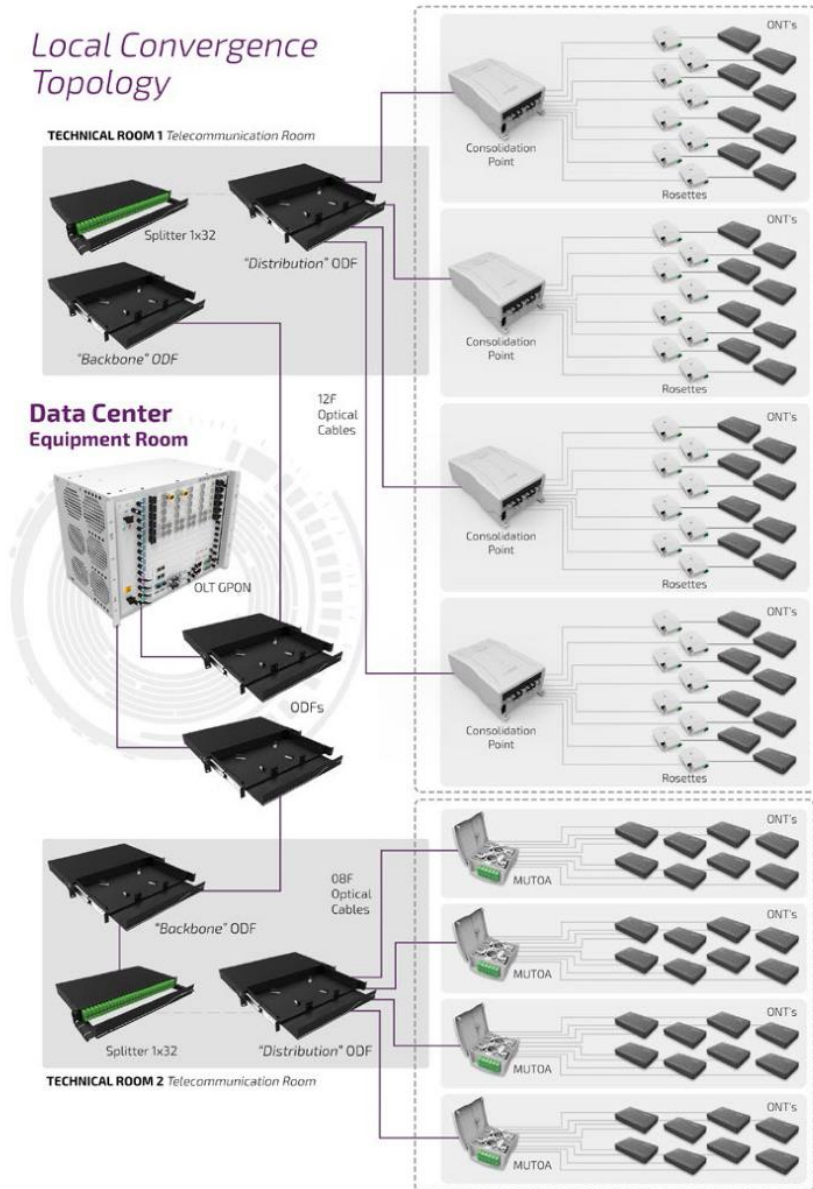 Local Convergence
Topology
TECHNICAL ROOM 1 Telecommunication Room
Splitter 1x32
"Distribution" ODF
"Backbone" ODF
12F
Optical
Cables
Data Center
Equipment Room
OLT GPON
ODFs
08F
Optical
Cables
"Backbone" ODF
Splitter 1x32
"Distribution" ODF
TECHNICAL ROOM 2 Telecommunication Room
ONT's
Consolidation
Point
Rosettes
ONT's
Consolidation
Point
Rosettes
ONT's
Consolidation
Point
Rosettes
ONT's
Consolidation
Point
Rosettes
ONT's
MUTOA
ONT's
MUTOA
ONT's
MUTOA
ONT's
MUTOA